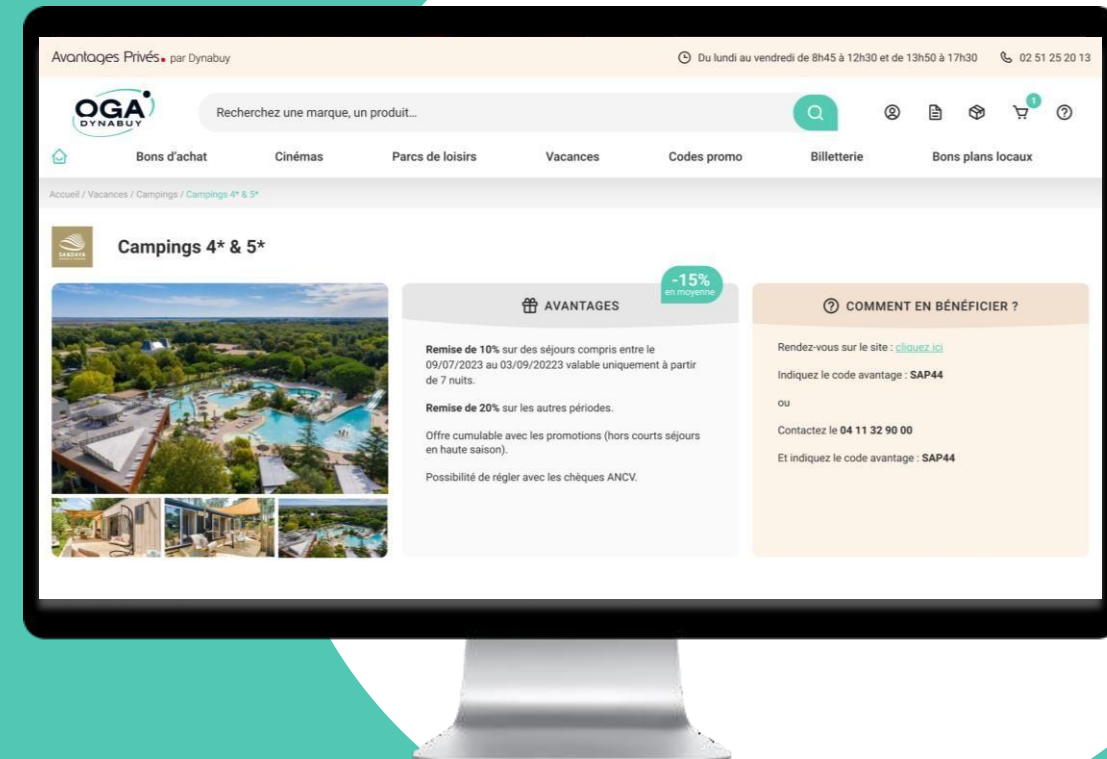 Avantages Privés. par Dynabuy
Du lundi au vendredi de 8h45 à 12h30 et de 13h50 à 17h30
02 51 25 20 13
OGA
DYNABUY
Recherchez une marque, un produit...
1
Bons d'achat
Cinémas
Parcs de loisirs
Vacances
Codes promo
Billetterie
Bons plans locaux
Accueil / Vacances / Campings / Campings 4* & 5*
SANDAYA
Campings 4* & 5*
-15%
en moyenne
AVANTAGES
Remise de 10% sur des séjours compris entre le
09/07/2023 au 03/09/20223 valable uniquement à partir
de 7 nuits.
Remise de 20% sur les autres périodes.
Offre cumulable avec les promotions (hors courts séjours
en haute saison).
Possibilité de régler avec les chèques ANCV.
COMMENT EN BÉNÉFICIER ?
Rendez-vous sur le site : cliquez ici
Indiquez le code avantage : SAP44
ou
Contactez le 04 11 32 90 00
Et indiquez le code avantage : SAP44